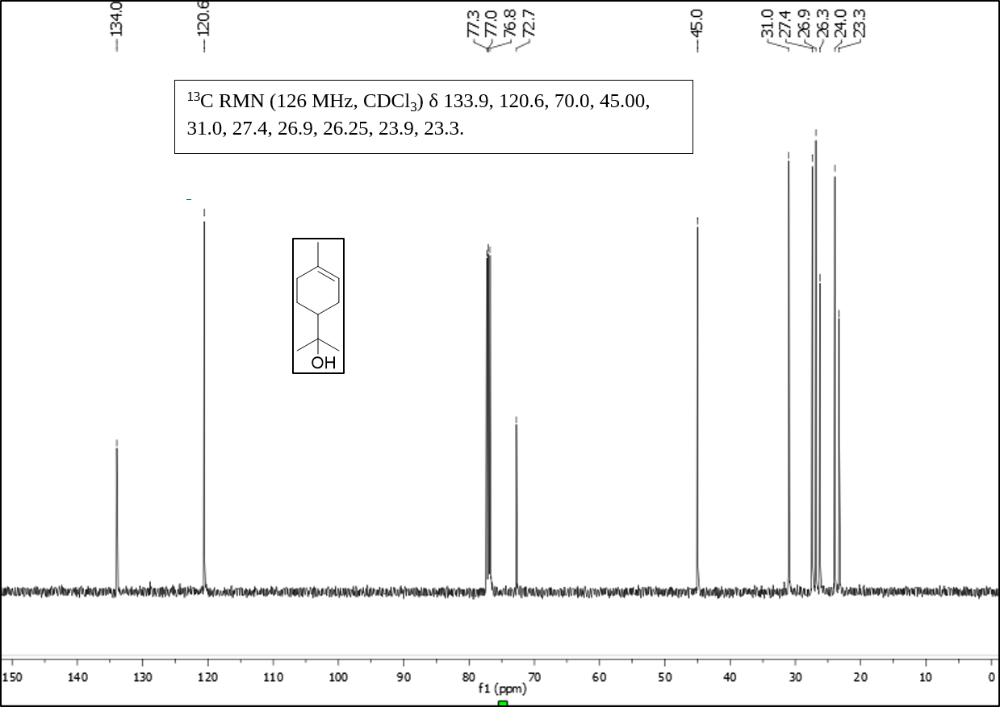 134.0
120.6
77.3
77.0
76.8
72.7
45.0
31.0
27.4
26.9
26.3
24.0
23.3
¹³C RMN (126 MHz, CDCl₃) δ 133.9, 120.6, 70.0, 45.00,
31.0, 27.4, 26.9, 26.25, 23.9, 23.3.
OH
150 140 130 120 110 100 90 80 70 60 50 40 30 20 10 0
f1 (ppm)